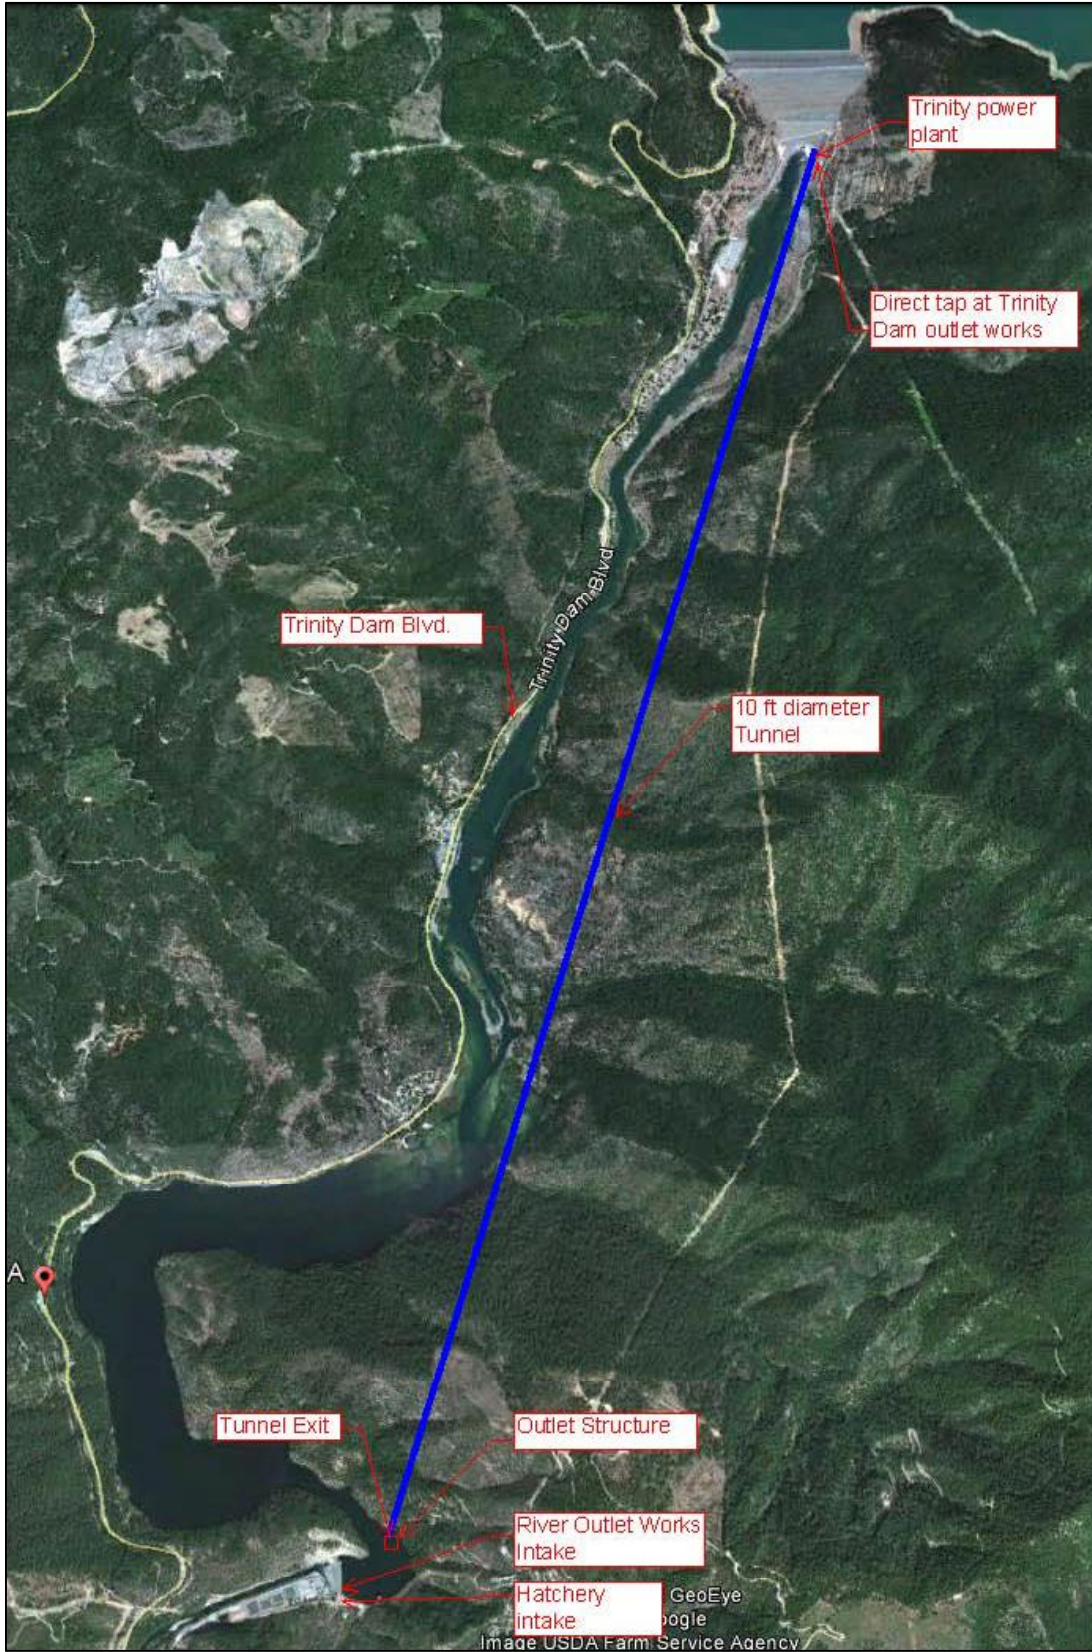 Trinity power
plant
Direct tap at Trinity
Dam outlet works
Trinity Dam Blvd
Trinity Dam Blvd.
10 ft diameter
Tunnel
A
Tunnel Exit
Outlet Structure
River Outlet Works
Intake
Hatchery
intake
GeoEye
Image USDA Farm Service Agency